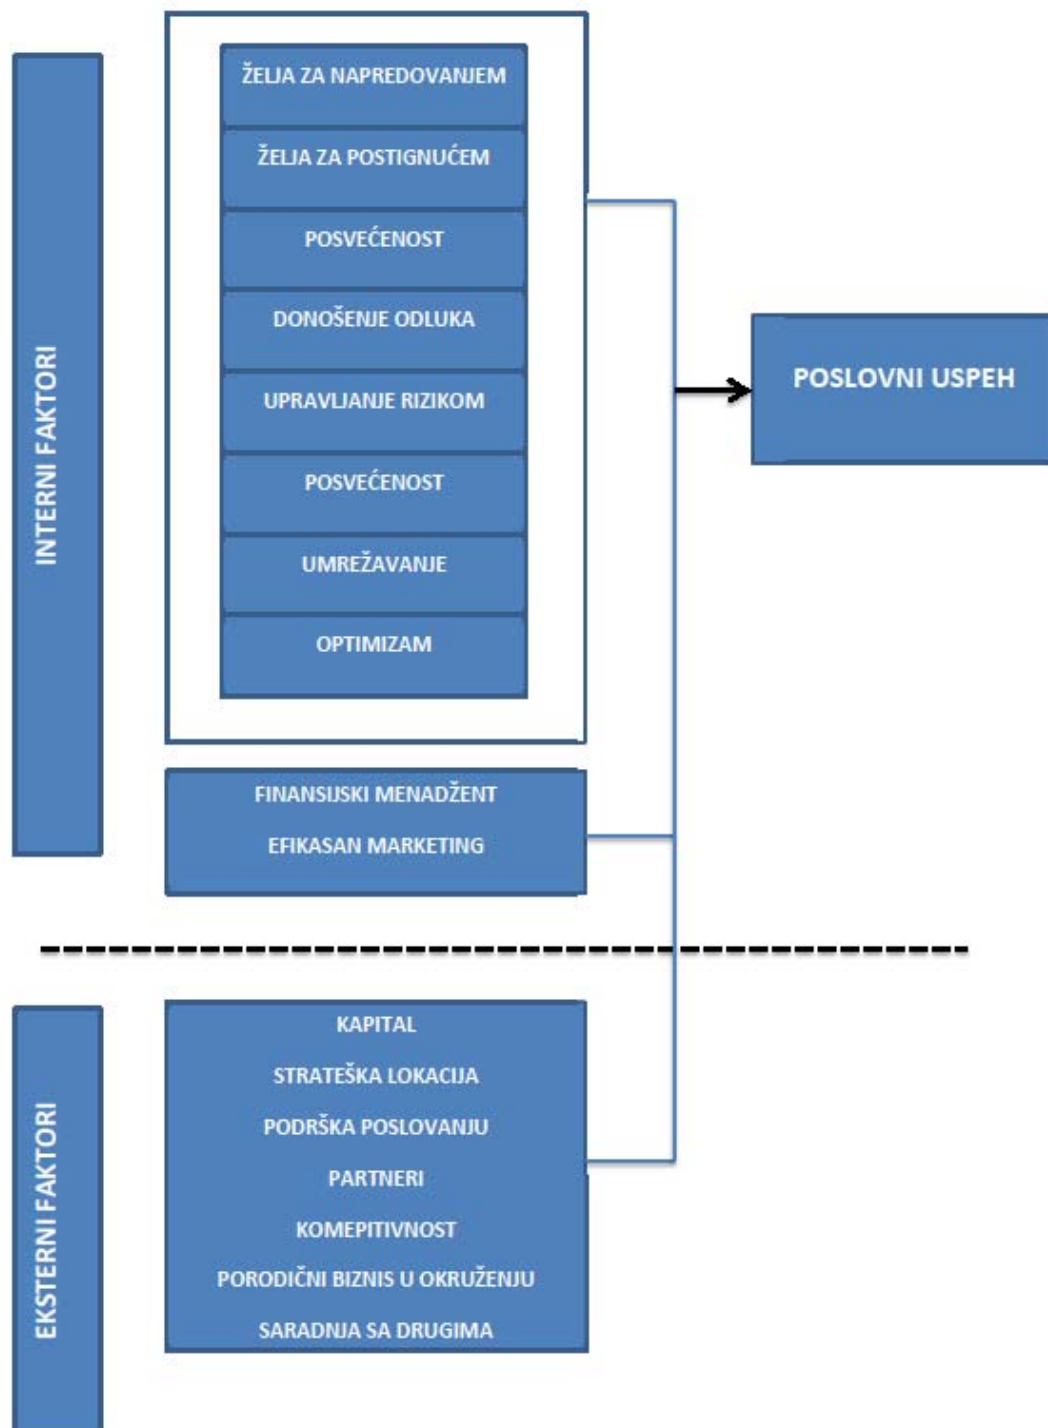 INTERNI FAKTORI
ŽELJA ZA NAPREDOVANJEM
ŽELJA ZA POSTIGNUĆEM
POSVEĆENOST
DONOŠENJE ODLUKA
UPRAVLJANJE RIZIKOM
POSVEĆENOST
UMREŽAVANJE
OPTIMIZAM
FINANSIJSKI MENADŽENT
EFIKASAN MARKETING
POSLOVNI USPEH
EKSTERNI FAKTORI
KAPITAL
STRATEŠKA LOKACIJA
PODRŠKA POSLOVANJU
PARTNERI
KOMEPITIVNOST
PORODIČNI BIZNIS U OKRUŽENJU
SARADNJA SA DRUGIMA